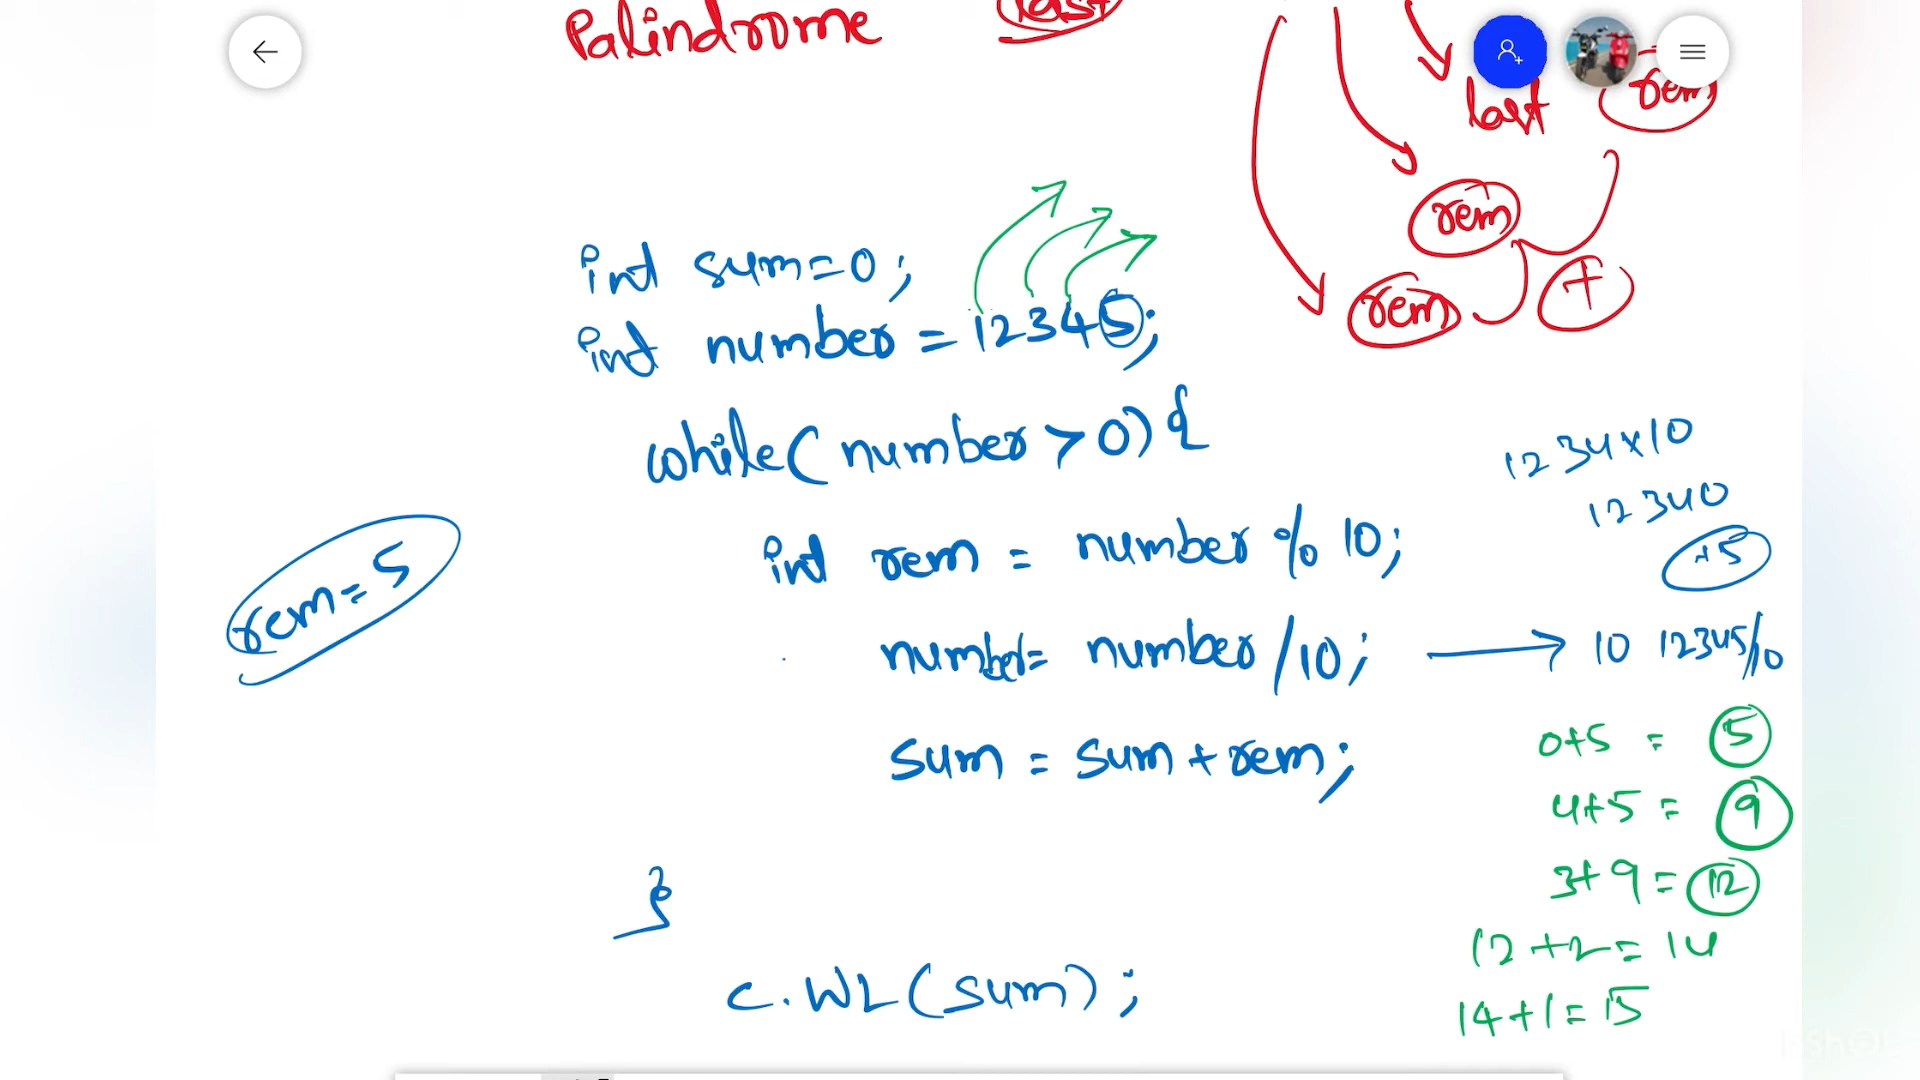 Palindrome last
last rem
rem
rem +
int sum=0;
int number = 12345;
while(number > 0) {
1234x10
12340
+5
int rem = number % 10;
rem = 5
number = number / 10; → 10 12345/10
sum = sum + rem;
0+5 = 5
4+5 = 9
3+9 = 12
}
12+2 = 14
C.WL(sum);
14+1 = 15